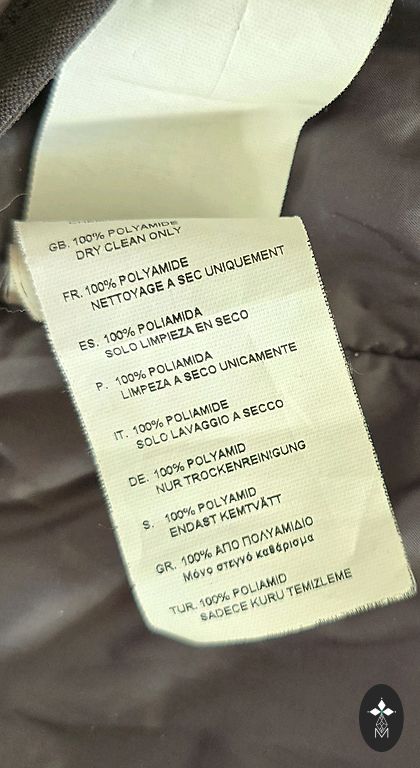 GB. 100% POLYAMIDE
DRY CLEAN ONLY
FR. 100% POLYAMIDE
NETTOYAGE A SEC UNIQUEMENT
ES. 100% POLIAMIDA
SOLO LIMPIEZA EN SECO
P. 100% POLIAMIDA
LIMPEZA A SECO UNICAMENTE
IT. 100% POLIAMIDE
SOLO LAVAGGIO A SECCO
DE. 100% POLYAMID
NUR TROCKENREINIGUNG
S. 100% POLYAMID
ENDAST KEMTVÄTT
GR. 100% ΑΠΟ ΠΟΛΥΑΜΙΔΙΟ
Μόνο στεγνό καθάρισμα
TUR. 100% POLIAMID
SADECE KURU TEMIZLEME
M